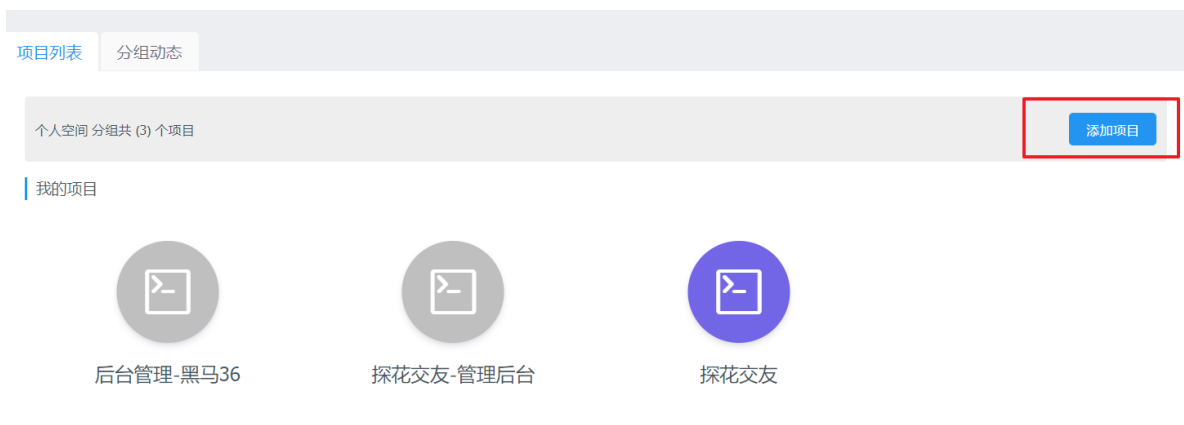 项目列表 分组动态
个人空间 分组共 (3) 个项目 添加项目
我的项目
后台管理-黑马36 探花交友-管理后台 探花交友